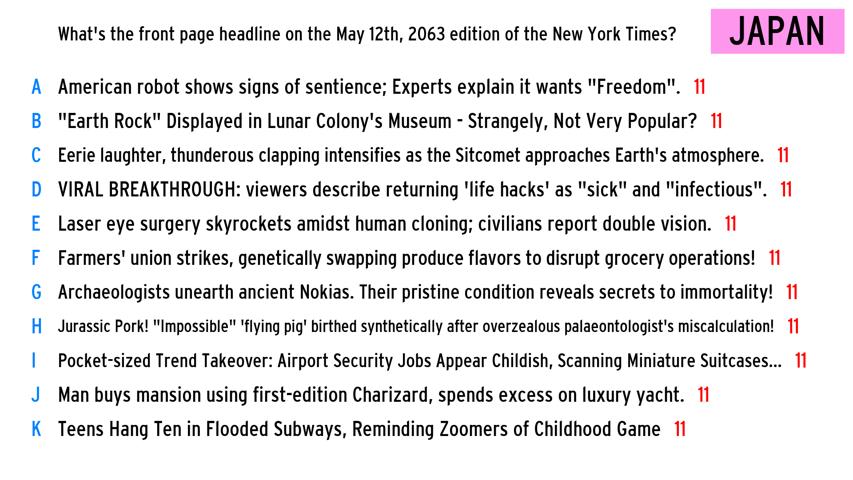 What's the front page headline on the May 12th, 2063 edition of the New York Times?
JAPAN
A American robot shows signs of sentience; Experts explain it wants "Freedom". 11
B "Earth Rock" Displayed in Lunar Colony's Museum - Strangely, Not Very Popular? 11
C Eerie laughter, thunderous clapping intensifies as the Sitcomet approaches Earth's atmosphere. 11
D VIRAL BREAKTHROUGH: viewers describe returning 'life hacks' as "sick" and "infectious". 11
E Laser eye surgery skyrockets amidst human cloning; civilians report double vision. 11
F Farmers' union strikes, genetically swapping produce flavors to disrupt grocery operations! 11
G Archaeologists unearth ancient Nokias. Their pristine condition reveals secrets to immortality! 11
H Jurassic Pork! "Impossible" 'flying pig' birthed synthetically after overzealous palaeontologist's miscalculation! 11
I Pocket-sized Trend Takeover: Airport Security Jobs Appear Childish, Scanning Miniature Suitcases... 11
J Man buys mansion using first-edition Charizard, spends excess on luxury yacht. 11
K Teens Hang Ten in Flooded Subways, Reminding Zoomers of Childhood Game 11